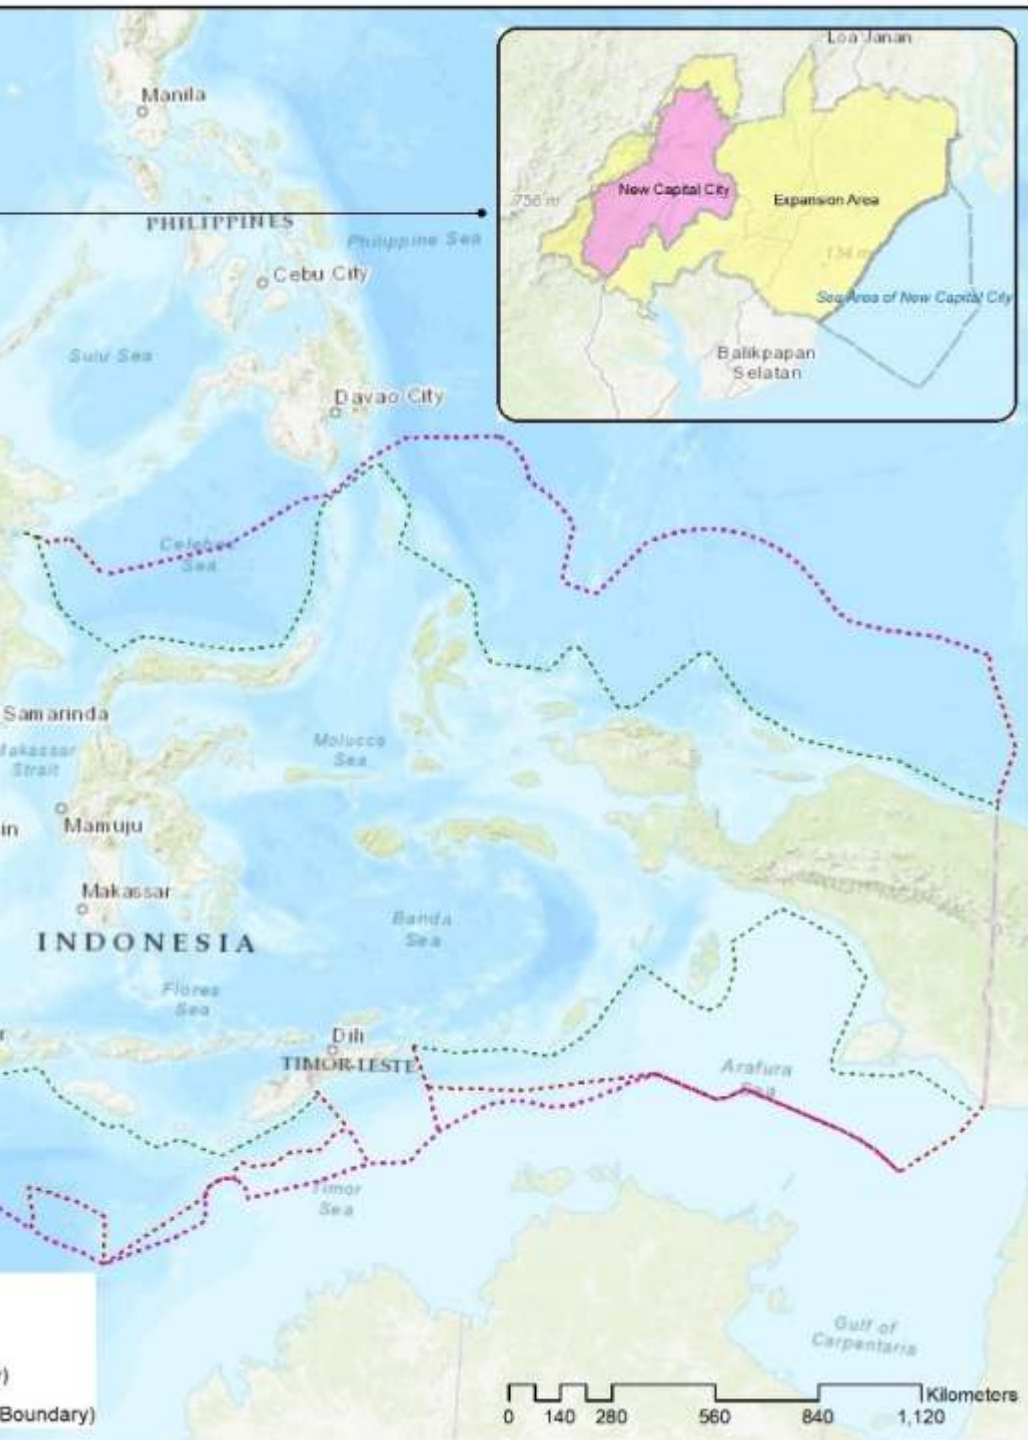 Manila
PHILIPPINES
Philippine Sea
Cebu City
Sulu Sea
Davao City
Loa Janan
756 m
New Capital City
Expansion Area
134 m
Sea Area of New Capital City
Balikpapan
Selatan
Celebes
Sea
Samarinda
Makassar
Strait
Molucca
Sea
in
Mamuju
Makassar
INDONESIA
Banda
Sea
Flores
Sea
r
Dili
TIMOR-LESTE
Arafura
Sea
Timor
Sea
Gulf of
Carpentaria
)
Boundary)
Kilometers
0 140 280 560 840 1,120